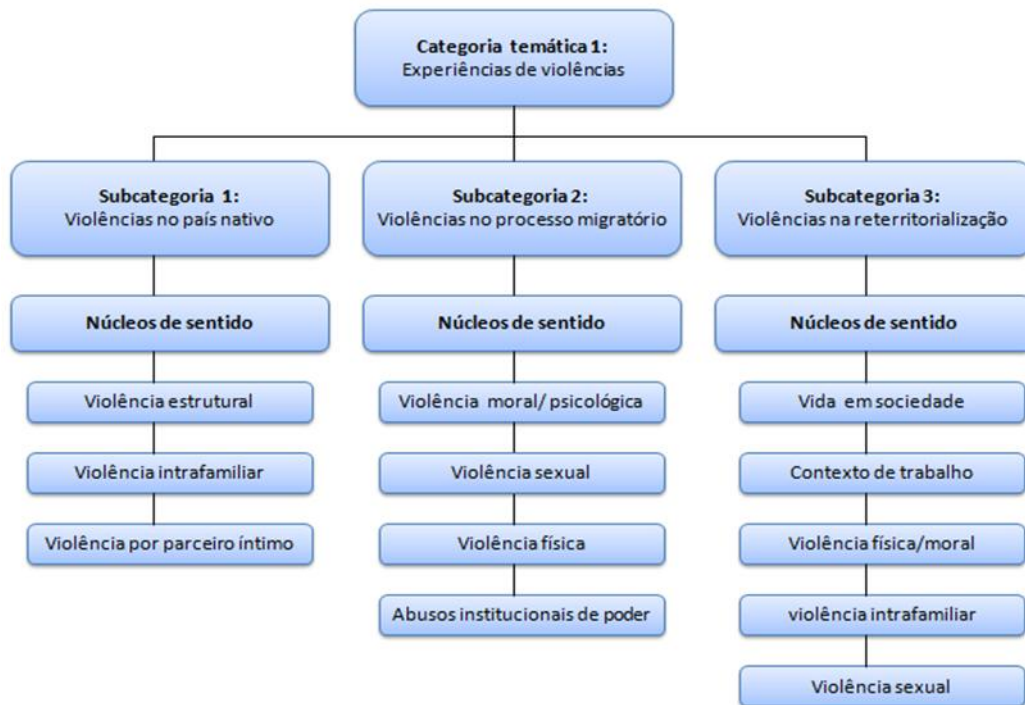 Categoria temática 1:
Experiências de violências
Subcategoria 1:
Violências no país nativo
Núcleos de sentido
Violência estrutural
Violência intrafamiliar
Violência por parceiro íntimo
Subcategoria 2:
Violências no processo migratório
Núcleos de sentido
Violência moral/ psicológica
Violência sexual
Violência física
Abusos institucionais de poder
Subcategoria 3:
Violências na reterritorialização
Núcleos de sentido
Vida em sociedade
Contexto de trabalho
Violência física/moral
violência intrafamiliar
Violência sexual